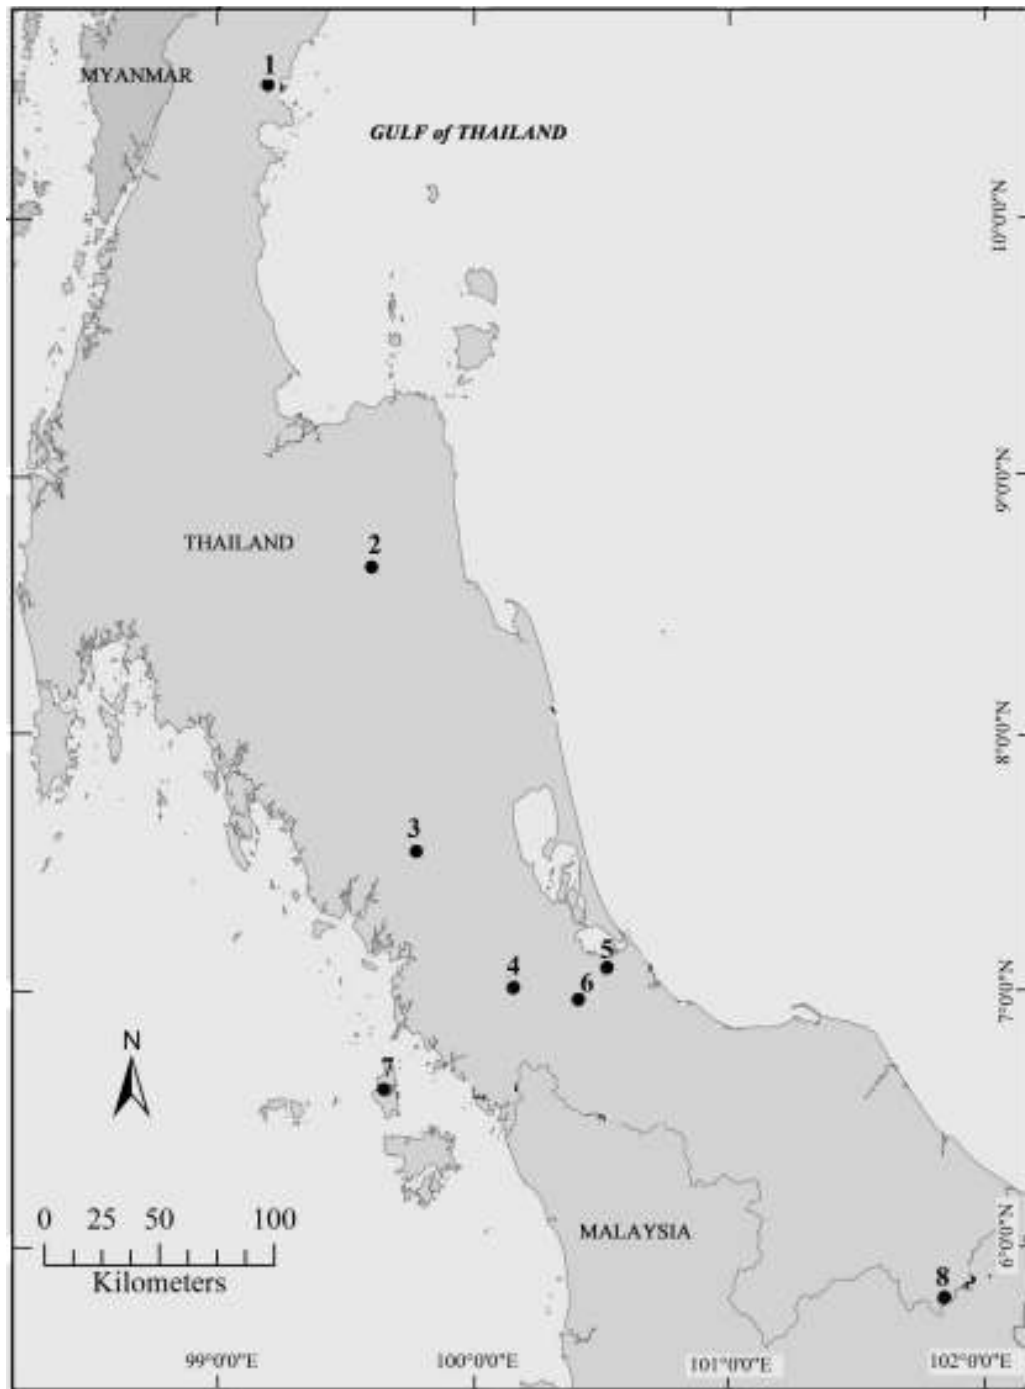 1
MYANMAR
GULF of THAILAND
10°0'0"N
9°0'0"N
THAILAND
2
8°0'0"N
3
4
5
6
7°0'0"N
N
7
0 25 50 100
Kilometers
MALAYSIA
6°0'0"N
8
99°0'0"E 100°0'0"E 101°0'0"E 102°0'0"E